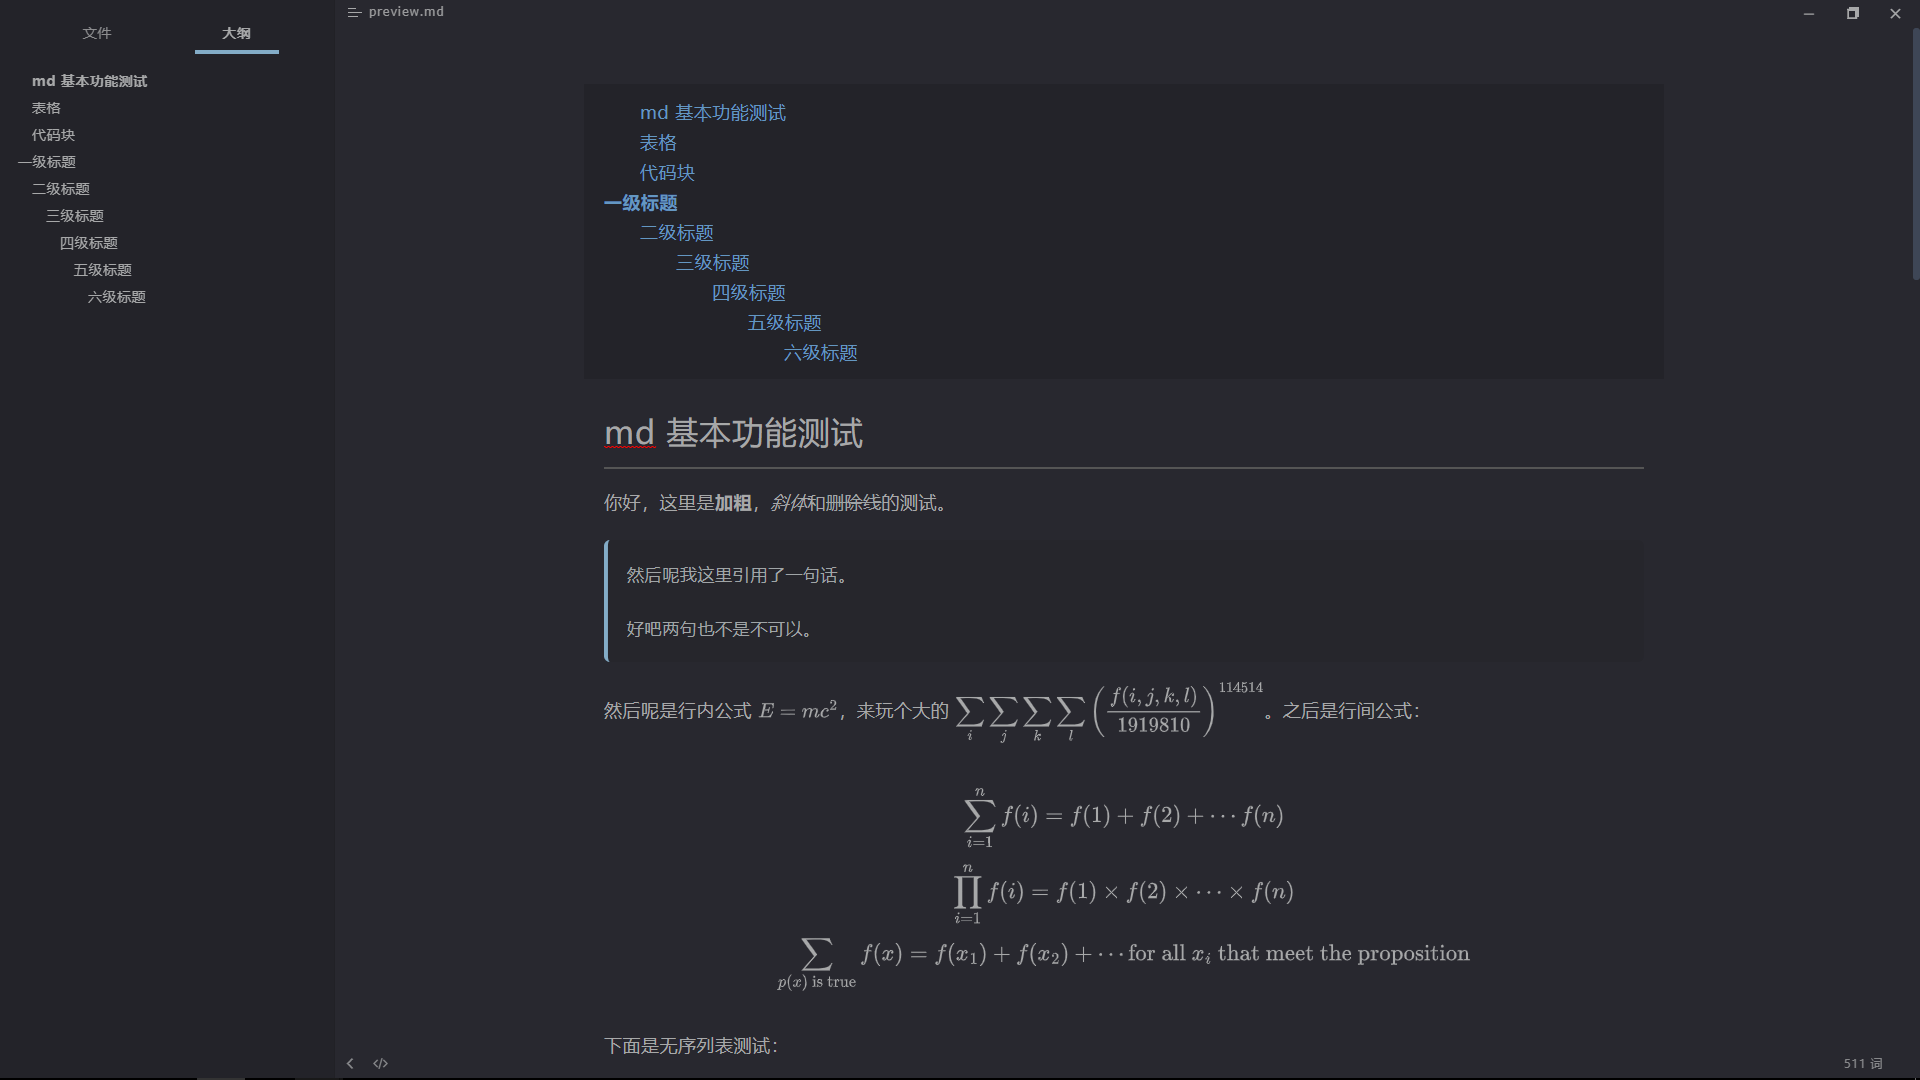 文件 大纲
md 基本功能测试
表格
代码块
一级标题
二级标题
三级标题
四级标题
五级标题
六级标题
preview.md
md 基本功能测试
表格
代码块
一级标题
二级标题
三级标题
四级标题
五级标题
六级标题
md 基本功能测试
你好，这里是加粗，斜体和删除线的测试。
然后呢我这里引用了一句话。
好吧两句也不是不可以。
然后呢是行内公式 $E = mc^2$，来玩个大的 $\sum_i \sum_j \sum_k \sum_l \left( \frac{f(i,j,k,l)}{1919810} \right)^{114514}$。之后是行间公式：
$\sum_{i=1}^{n} f(i) = f(1) + f(2) + \cdots f(n)$
$\prod_{i=1}^{n} f(i) = f(1) \times f(2) \times \cdots \times f(n)$
$\sum_{p(x) \text{ is true}} f(x) = f(x_1) + f(x_2) + \cdots \text{for all } x_i \text{ that meet the proposition}$
下面是无序列表测试：
511 词